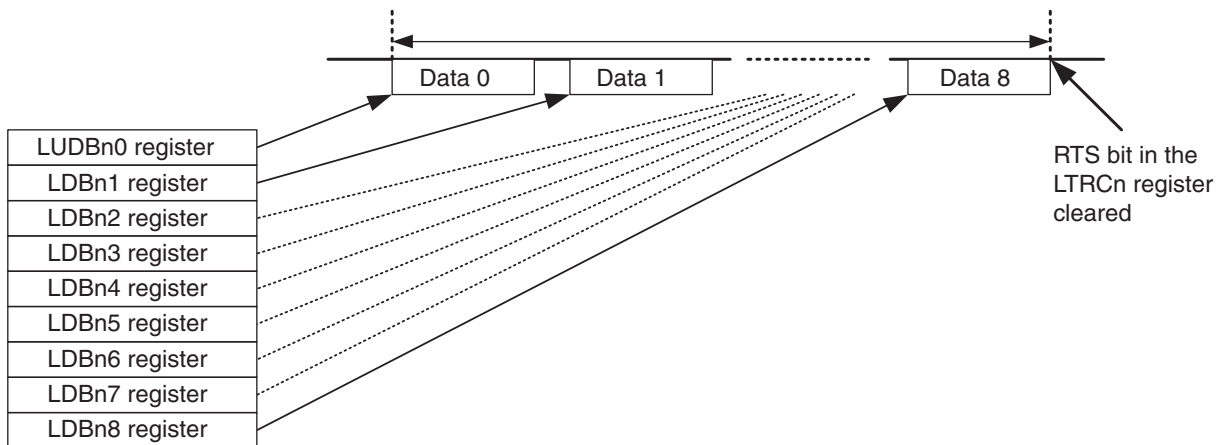 Data 0
Data 1
Data 8
LUDBn0 register
LDBn1 register
LDBn2 register
LDBn3 register
LDBn4 register
LDBn5 register
LDBn6 register
LDBn7 register
LDBn8 register
RTS bit in the
LTRCn register
cleared